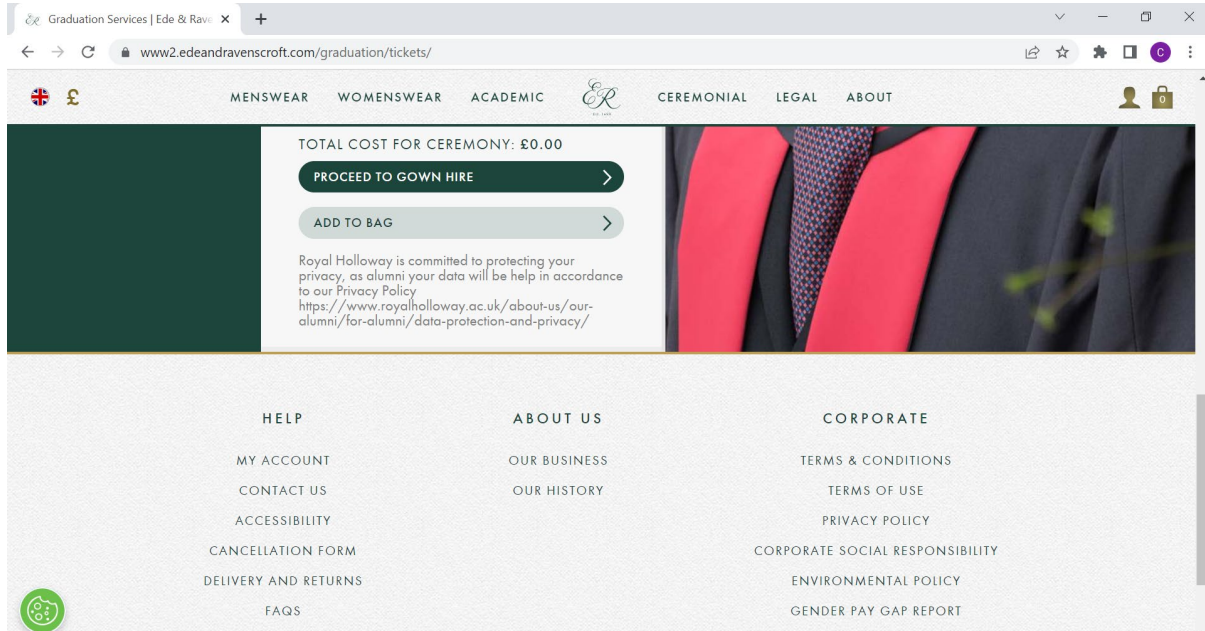 Graduation Services | Ede & Rave
www2.edeandravenscroft.com/graduation/tickets/
C
£
MENSWEAR WOMENSWEAR ACADEMIC ER CEREMONIAL LEGAL ABOUT
0
TOTAL COST FOR CEREMONY: £0.00
PROCEED TO GOWN HIRE
ADD TO BAG
Royal Holloway is committed to protecting your
privacy, as alumni your data will be help in accordance
to our Privacy Policy
https://www.royalholloway.ac.uk/about-us/our-
alumni/for-alumni/data-protection-and-privacy/
HELP
MY ACCOUNT
CONTACT US
ACCESSIBILITY
CANCELLATION FORM
DELIVERY AND RETURNS
FAQS
ABOUT US
OUR BUSINESS
OUR HISTORY
CORPORATE
TERMS & CONDITIONS
TERMS OF USE
PRIVACY POLICY
CORPORATE SOCIAL RESPONSIBILITY
ENVIRONMENTAL POLICY
GENDER PAY GAP REPORT